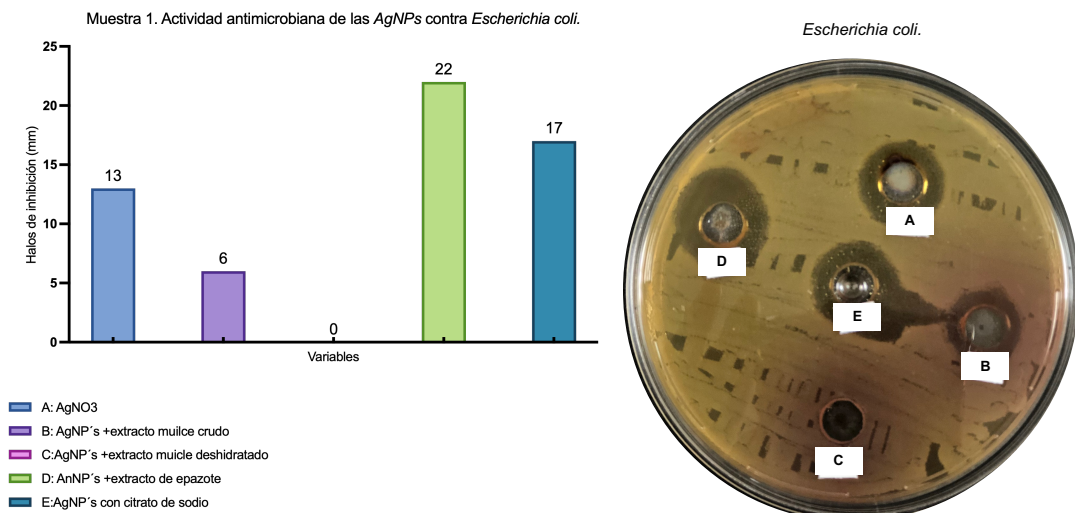 Muestra 1. Actividad antimicrobiana de las AgNPs contra Escherichia coli.
25
20
15
10
5
0
Halos de inhibición (mm)
13
6
0
22
17
Variables
A: AgNO3
B: AgNP´s +extracto muilce crudo
C:AgNP´s +extracto muicle deshidratado
D: AnNP´s +extracto de epazote
E:AgNP´s con citrato de sodio
Escherichia coli.
A
D
E
B
C